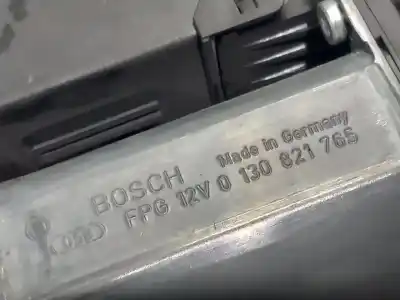 BOSCH Made in Germany
FPG 12V 0 130 821 765